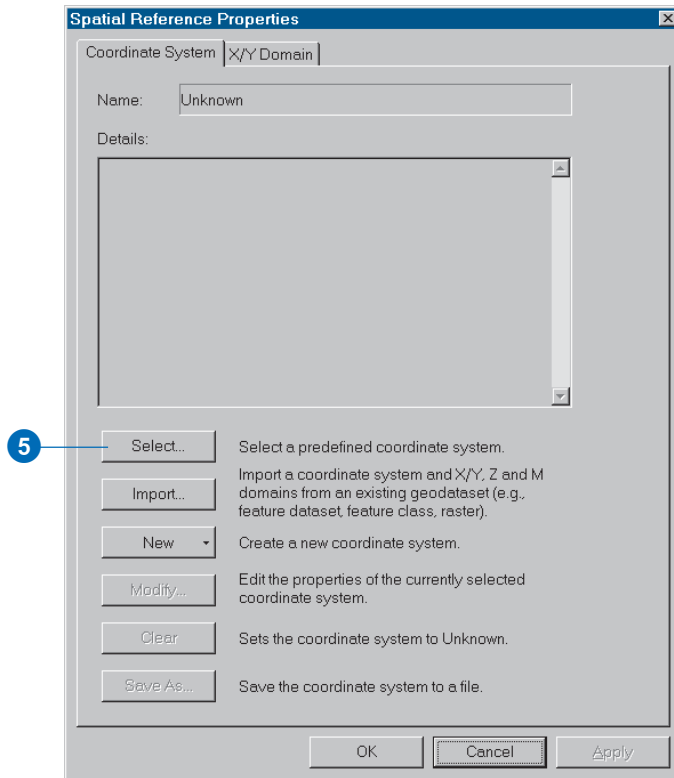 Spatial Reference Properties
Coordinate System
X/Y Domain
Name:
Unknown
Details:
5
Select...
Select a predefined coordinate system.
Import...
Import a coordinate system and X/Y, Z and M
domains from an existing geodataset (e.g.,
feature dataset, feature class, raster).
New
Create a new coordinate system.
Modify...
Edit the properties of the currently selected
coordinate system.
Clear
Sets the coordinate system to Unknown.
Save As...
Save the coordinate system to a file.
OK
Cancel
Apply